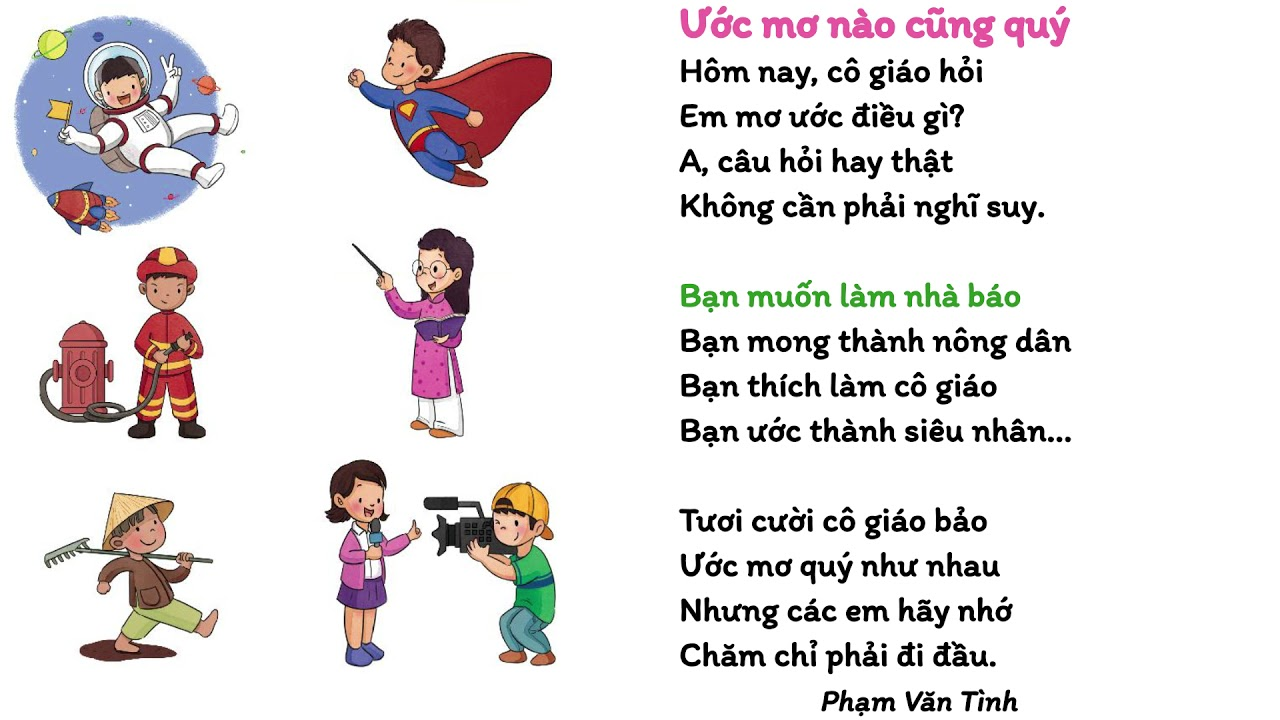 Ước mơ nào cũng quý
Hôm nay, cô giáo hỏi
Em mơ ước điều gì?
A, câu hỏi hay thật
Không cần phải nghĩ suy.
Bạn muốn làm nhà báo
Bạn mong thành nông dân
Bạn thích làm cô giáo
Bạn ước thành siêu nhân...
Tươi cười cô giáo bảo
Ước mơ quý như nhau
Nhưng các em hãy nhớ
Chăm chỉ phải đi đầu.
Phạm Văn Tình